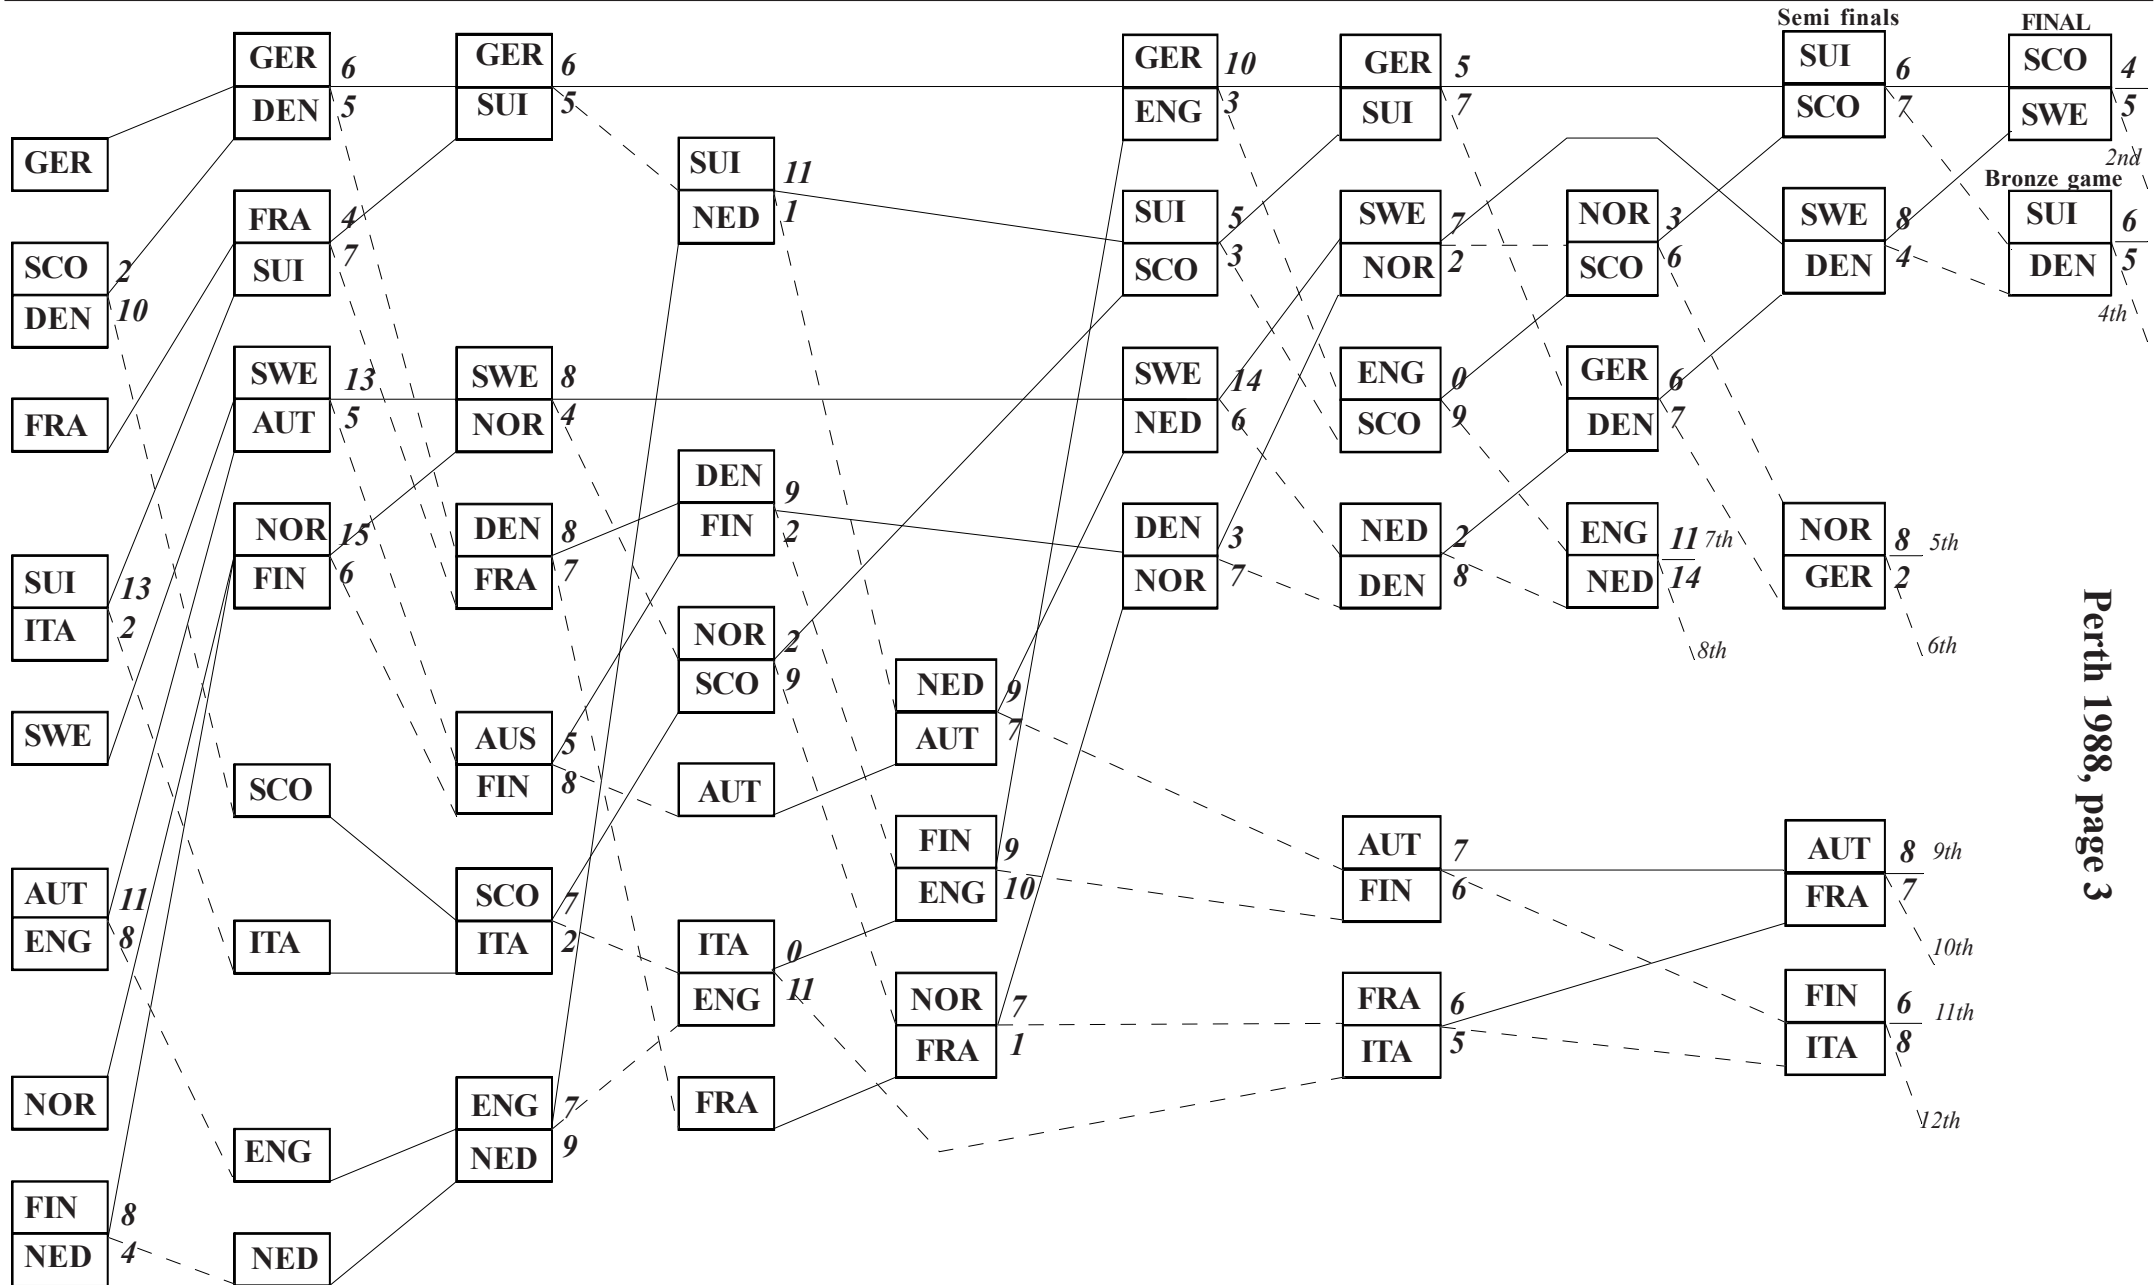 GER
SCO 2
DEN 10
FRA
SUI 13
ITA 2
SWE
AUT 11
ENG 8
NOR
FIN 8
NED 4
GER 6
DEN 5
FRA 4
SUI 7
SWE 13
AUT 5
NOR 15
FIN 6
SCO
ITA
ENG
NED
GER 6
SUI 5
SWE 8
NOR 4
DEN 8
FRA 7
AUS 5
FIN 8
SCO 7
ITA 2
ENG 7
NED 9
SUI 11
NED 1
DEN 9
FIN 2
NOR 2
SCO 9
AUT
ITA 0
ENG 11
FRA
NED 9
AUT 7
FIN 9
ENG 10
NOR 7
FRA 1
GER 10
ENG 3
SUI 5
SCO 3
SWE 14
NED 6
DEN 3
NOR 7
GER 5
SUI 7
SWE 7
NOR 2
ENG 0
SCO 9
NED 2
DEN 8
AUT 7
FIN 6
FRA 6
ITA 5
NOR 3
SCO 6
GER 6
DEN 7
ENG 11 7th
NED 14
8th
Semi finals
SUI 6
SCO 7
SWE 8
DEN 4
NOR 8 5th
GER 2
6th
AUT 8 9th
FRA 7
10th
FIN 6 11th
ITA 8
12th
FINAL
SCO 4
SWE 5
2nd
Bronze game
SUI 6
DEN 5
4th
Perth 1988, page 3